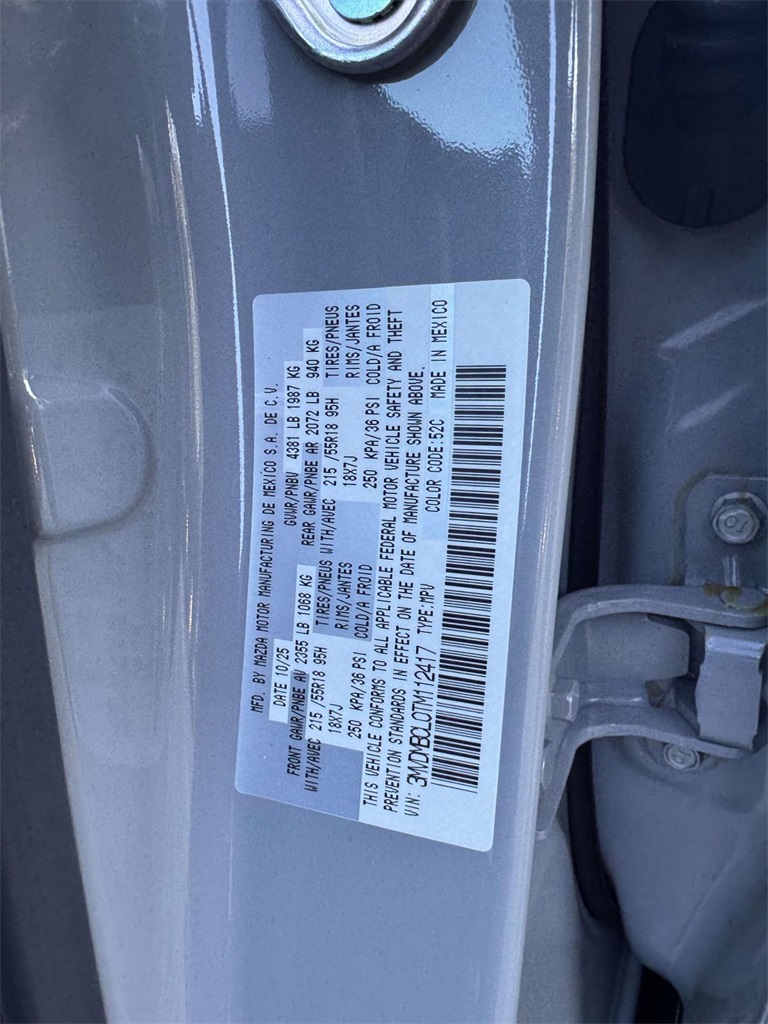 MFD. BY MAZDA MOTOR MANUFACTURING DE MEXICO S.A. DE C.V.
DATE 10/25 GVWR/PNBV 4381 LB 1987 KG
FRONT GAWR/PNBE AV 2355 LB 1068 KG REAR GAWR/PNBE AR 2072 LB 940 KG
WITH/AVEC 215 /55R18 95H TIRES/PNEUS WITH/AVEC 215 /55R18 95H TIRES/PNEUS
18X7J RIMS/JANTES 18X7J RIMS/JANTES
250 KPA/36 PSI COLD/A FROID 250 KPA/36 PSI COLD/A FROID
THIS VEHICLE CONFORMS TO ALL APPLICABLE FEDERAL MOTOR VEHICLE SAFETY AND THEFT
PREVENTION STANDARDS IN EFFECT ON THE DATE OF MANUFACTURE SHOWN ABOVE.
VIN: 3MVDMBCL0TM112417 TYPE:MPV COLOR CODE:52C MADE IN MEXICO